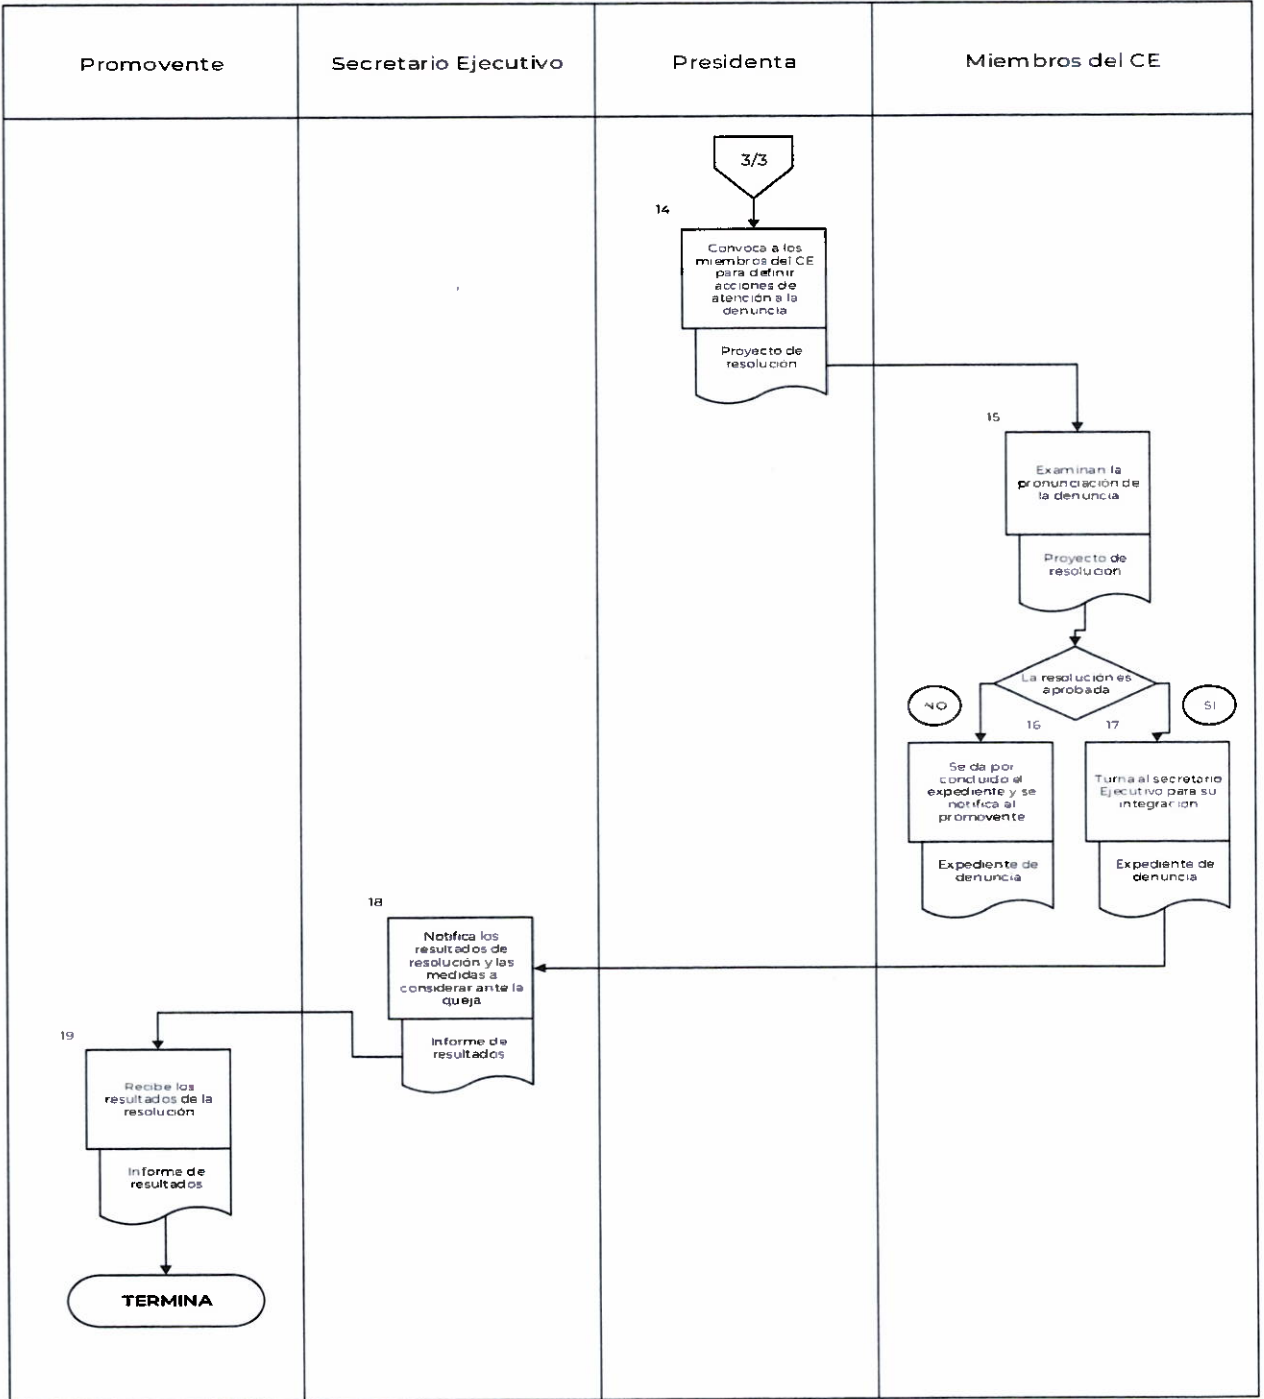 Promovente
Secretario Ejecutivo
Presidenta
Miembros del CE
3/3
14
Convoca a los
miembros del CE
para definir
acciones de
atención a la
denuncia
Proyecto de
resolución
15
Examinan la
pronunciación de
la denuncia
Proyecto de
resolución
La resolución es
aprobada
NO
SI
16
Se da por
concluido el
expediente y se
notifica al
promovente
Expediente de
denuncia
17
Turna al secretario
Ejecutivo para su
integración
Expediente de
denuncia
18
Notifica los
resultados de
resolución y las
medidas a
considerar ante la
queja
Informe de
resultados
19
Recibe los
resultados de la
resolución
Informe de
resultados
TERMINA